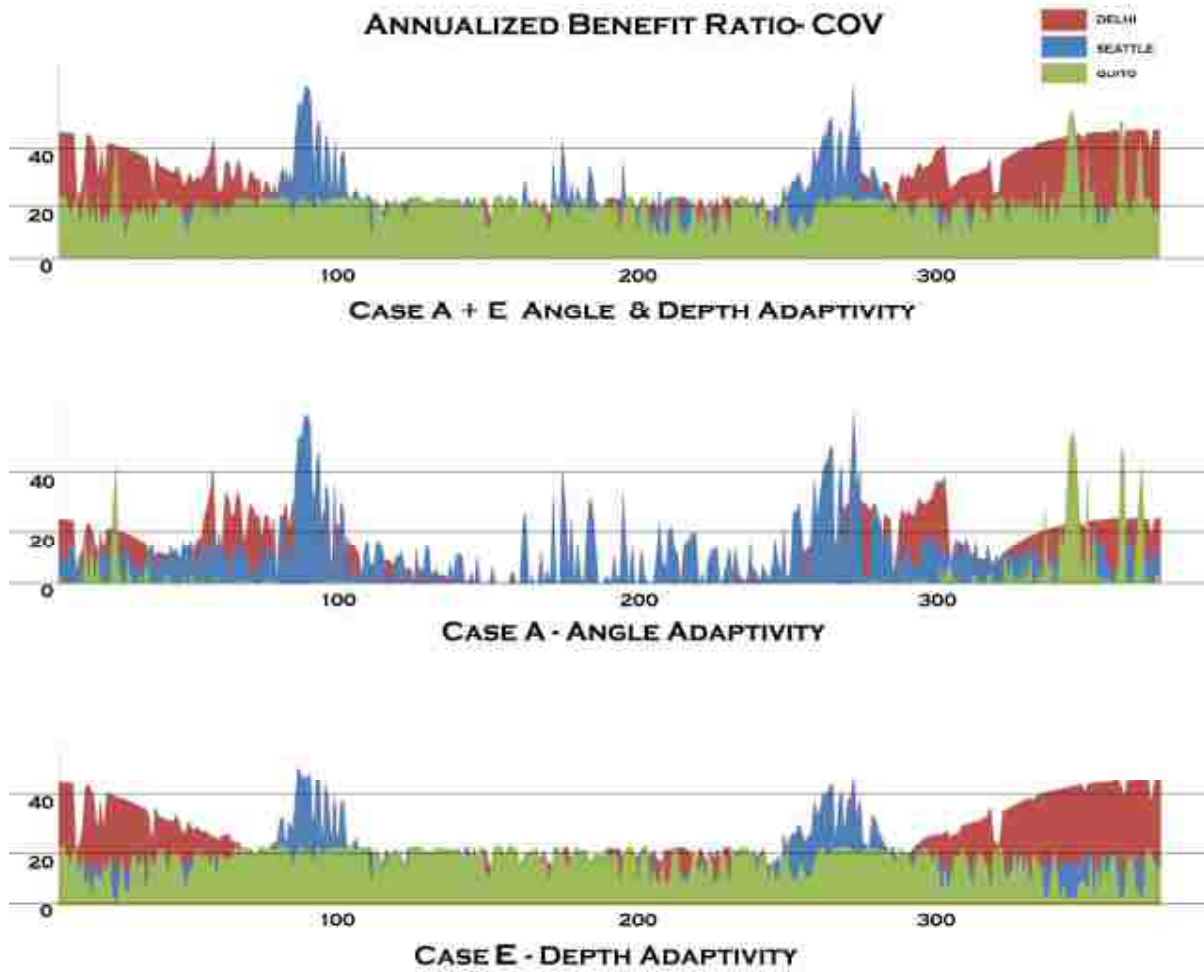 ANNUALIZED BENEFIT RATIO- COV
DELHI
SEATTLE
QUITO
40
20
0
100
200
300
CASE A + E ANGLE & DEPTH ADAPTIVITY
40
20
0
100
200
300
CASE A - ANGLE ADAPTIVITY
40
20
0
100
200
300
CASE E - DEPTH ADAPTIVITY